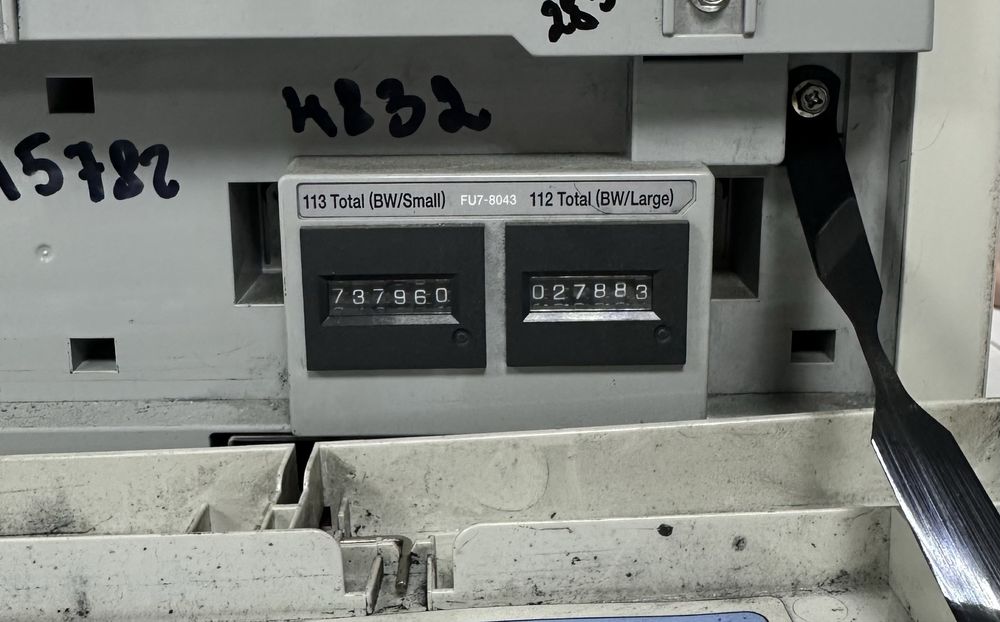 4832
15782
113 Total (BW/Small) FU7-8043 112 Total (BW/Large)
737960
027883